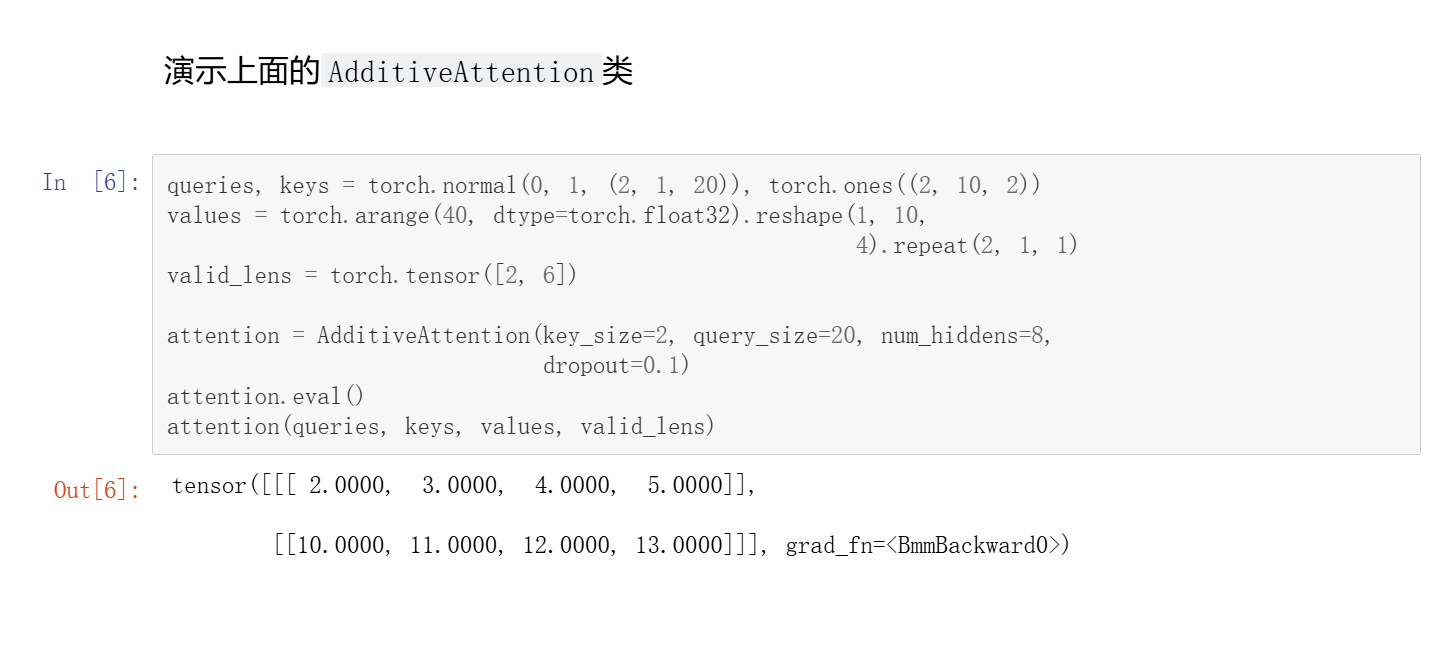 演示上面的AdditiveAttention类
In [6]:
queries, keys = torch.normal(0, 1, (2, 1, 20)), torch.ones((2, 10, 2))
values = torch.arange(40, dtype=torch.float32).reshape(1, 10,
4).repeat(2, 1, 1)
valid_lens = torch.tensor([2, 6])
attention = AdditiveAttention(key_size=2, query_size=20, num_hiddens=8,
dropout=0.1)
attention.eval()
attention(queries, keys, values, valid_lens)
Out[6]:
tensor([[[ 2.0000,  3.0000,  4.0000,  5.0000]],
[[10.0000, 11.0000, 12.0000, 13.0000]]], grad_fn=<BmmBackward0>)